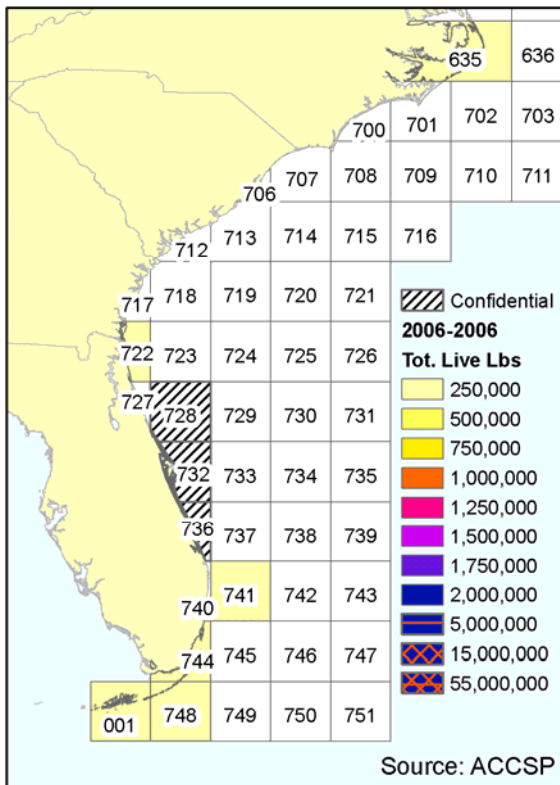 635 636
700 701 702 703
706 707 708 709 710 711
712 713 714 715 716
717 718 719 720 721
722 723 724 725 726
727 728 729 730 731
732 733 734 735
736 737 738 739
740 741 742 743
744 745 746 747
001 748 749 750 751
Confidential
2006-2006
Tot. Live Lbs
250,000
500,000
750,000
1,000,000
1,250,000
1,500,000
1,750,000
2,000,000
5,000,000
15,000,000
55,000,000
Source: ACCSP